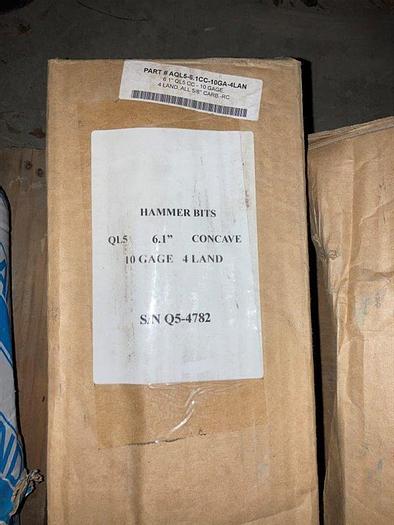 PART # AQL5-6.1CC-10GA-4LAN
6.1" QL5 CC - 10 GAGE,
4 LAND, ALL 5/8" CARB.-RC
HAMMER BITS
QL5 6.1” CONCAVE
10 GAGE 4 LAND
S/N Q5-4782